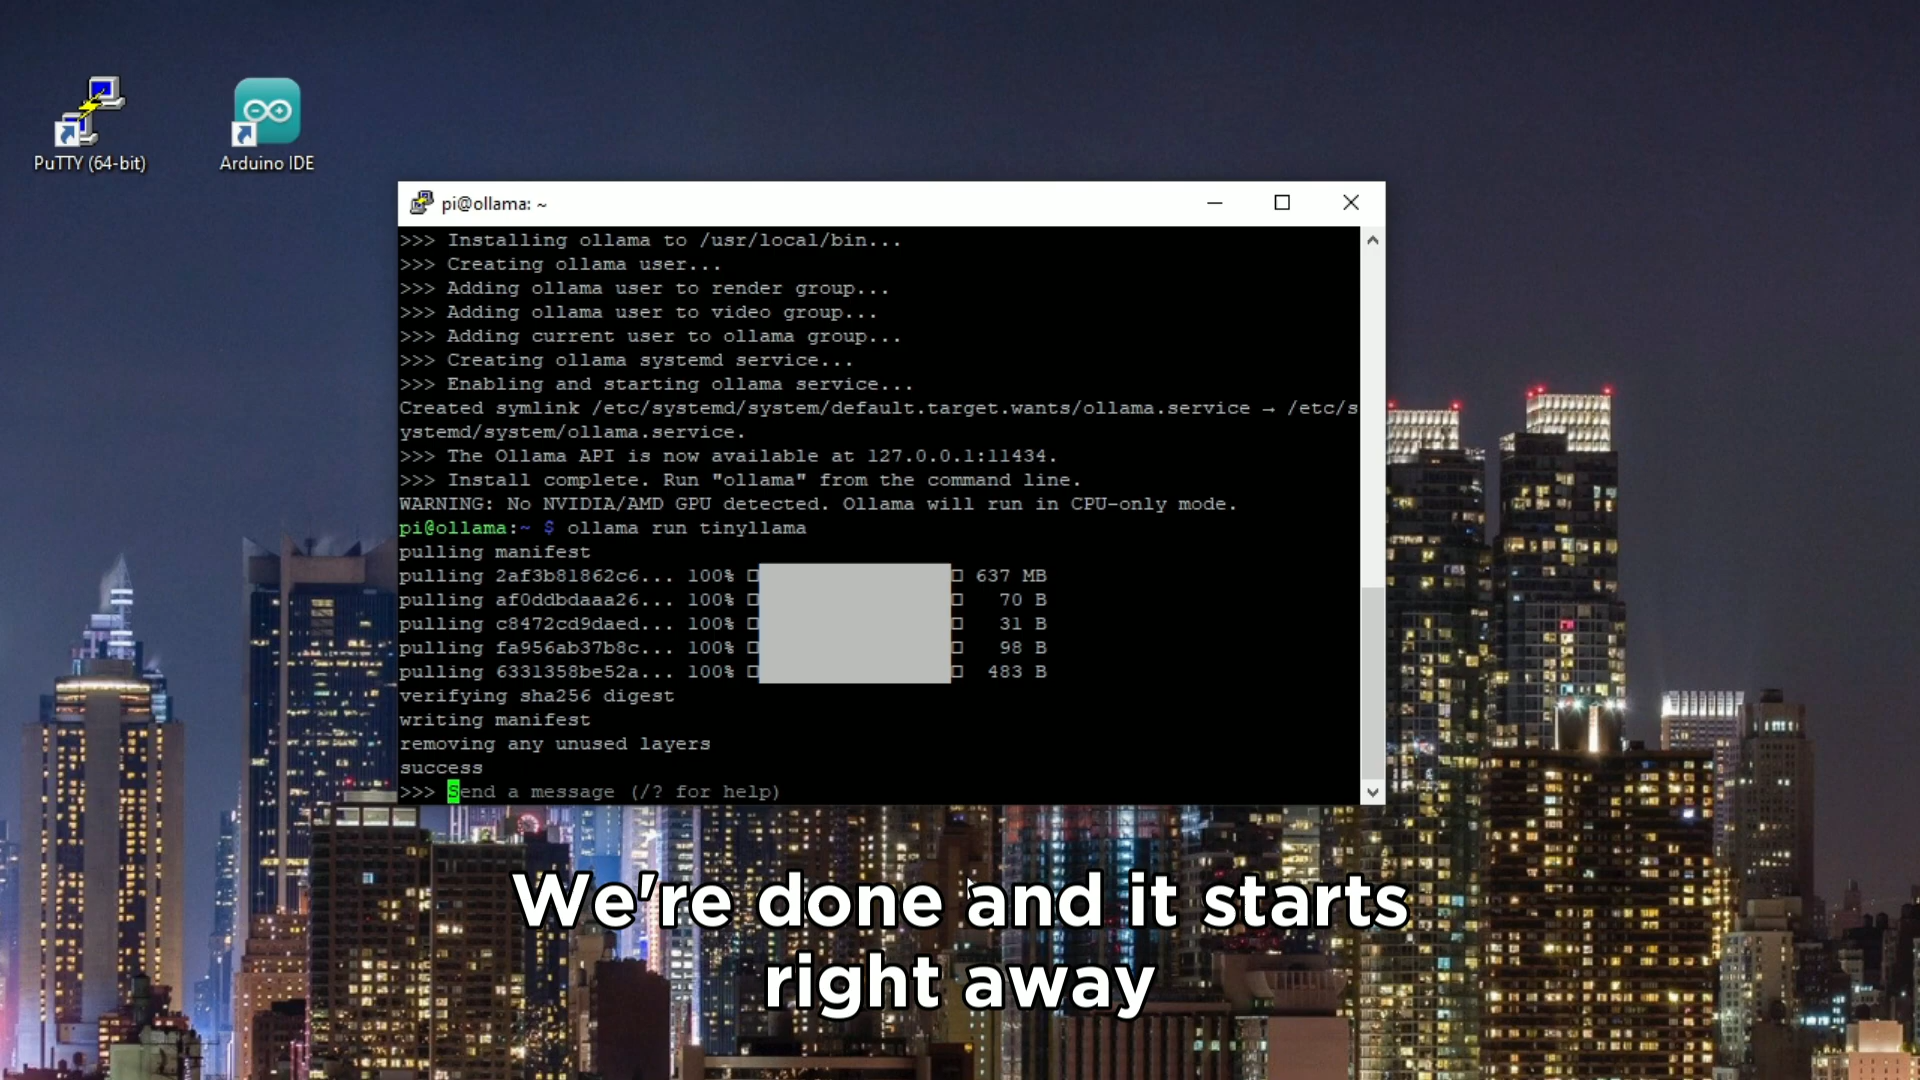 PuTTY (64-bit)
Arduino IDE
pi@ollama: ~
>>> Installing ollama to /usr/local/bin...
>>> Creating ollama user...
>>> Adding ollama user to render group...
>>> Adding ollama user to video group...
>>> Adding current user to ollama group...
>>> Creating ollama systemd service...
>>> Enabling and starting ollama service...
Created symlink /etc/systemd/system/default.target.wants/ollama.service → /etc/s
ystemd/system/ollama.service.
>>> The Ollama API is now available at 127.0.0.1:11434.
>>> Install complete. Run "ollama" from the command line.
WARNING: No NVIDIA/AMD GPU detected. Ollama will run in CPU-only mode.
pi@ollama:~ $ ollama run tinyllama
pulling manifest
pulling 2af3b81862c6... 100% 637 MB
pulling af0ddbdaaa26... 100% 70 B
pulling c8472cd9daed... 100% 31 B
pulling fa956ab37b8c... 100% 98 B
pulling 6331358be52a... 100% 483 B
verifying sha256 digest
writing manifest
removing any unused layers
success
>>> Send a message (/? for help)
We're done and it starts
right away